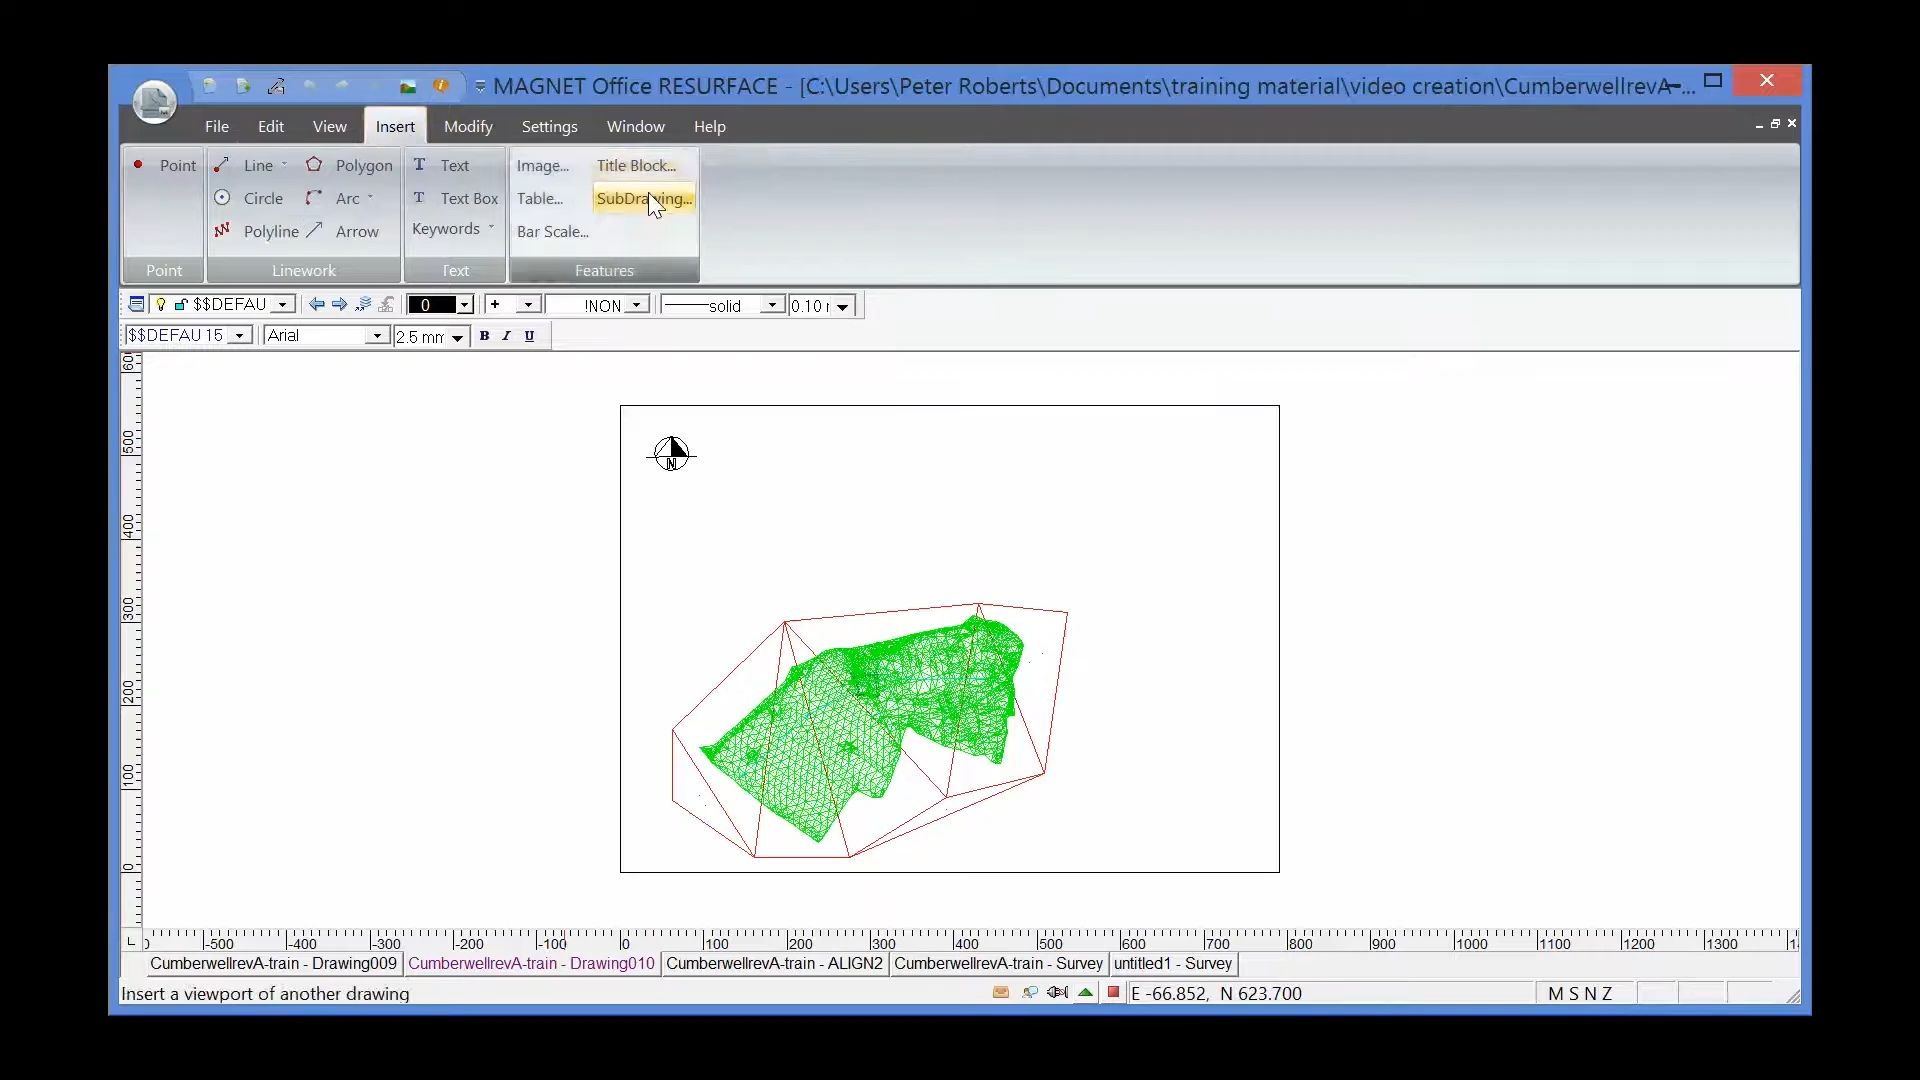 MAGNET Office RESURFACE - [C:\Users\Peter Roberts\Documents\training material\video creation\CumberwellrevA-...
File Edit View Insert Modify Settings Window Help
Point Line Polygon Text Image... Title Block...
Circle Arc Text Box Table... SubDrawing...
Polyline Arrow Keywords Bar Scale...
Point Linework Text Features
$$DEFAU 0 + !NON solid 0.10
$$DEFAU 15 Arial 2.5 mm B I U
500
N
400
300
200
100
0
-500 -400 -300 -200 -100 0 100 200 300 400 500 600 700 800 900 1000 1100 1200 1300
CumberwellrevA-train - Drawing009 CumberwellrevA-train - Drawing010 CumberwellrevA-train - ALIGN2 CumberwellrevA-train - Survey untitled1 - Survey
Insert a viewport of another drawing E -66.852, N 623.700 M S N Z